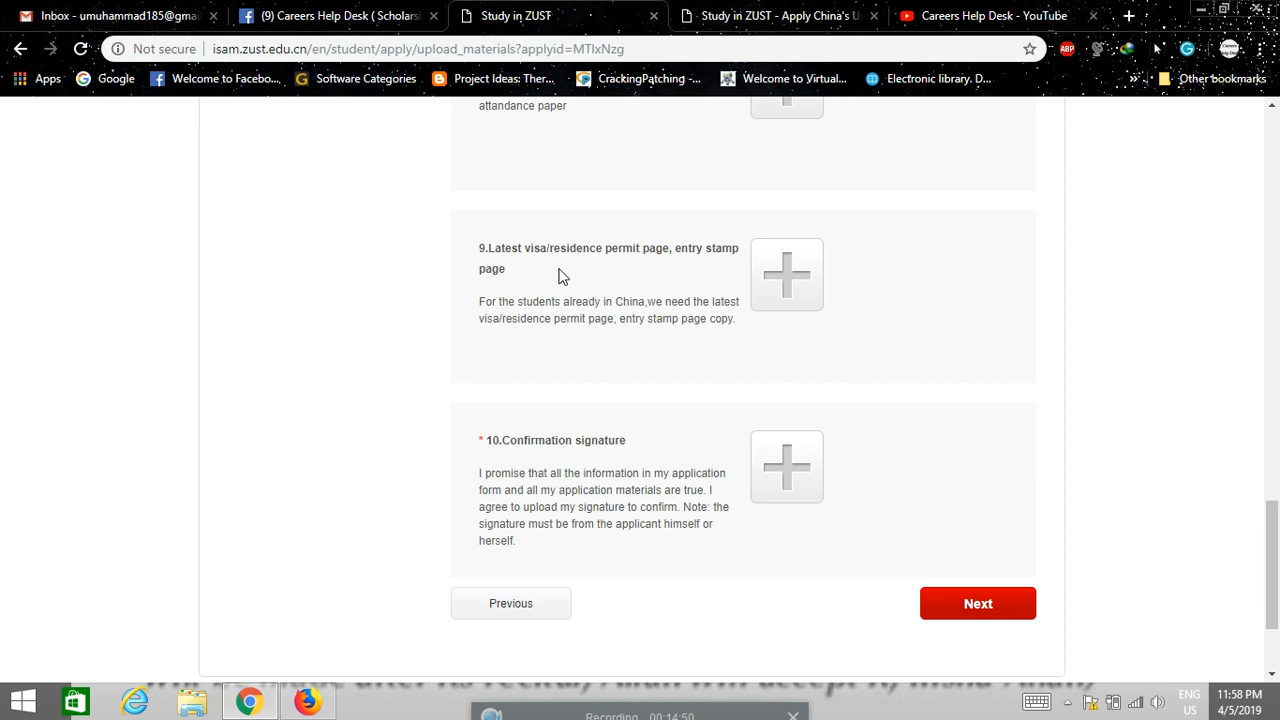 Inbox - umuhammad185@gmai
(9) Careers Help Desk ( Scholars
Study in ZUST
Study in ZUST - Apply China's U
Careers Help Desk - YouTube
Not secure
isam.zust.edu.cn/en/student/apply/upload_materials?applyid=MTIxNzg
ABP
Apps
Google
Welcome to Facebo...
Software Categories
Project Ideas: Ther...
CrackingPatching -...
Welcome to Virtual...
Electronic library. D...
»
Other bookmarks
attandance paper
9.Latest visa/residence permit page, entry stamp
page
For the students already in China,we need the latest
visa/residence permit page, entry stamp page copy.
* 10.Confirmation signature
I promise that all the information in my application
form and all my application materials are true. I
agree to upload my signature to confirm. Note: the
signature must be from the applicant himself or
herself.
Previous
Next
ENG
US
11:58 PM
4/5/2019
Recording 00:14:50